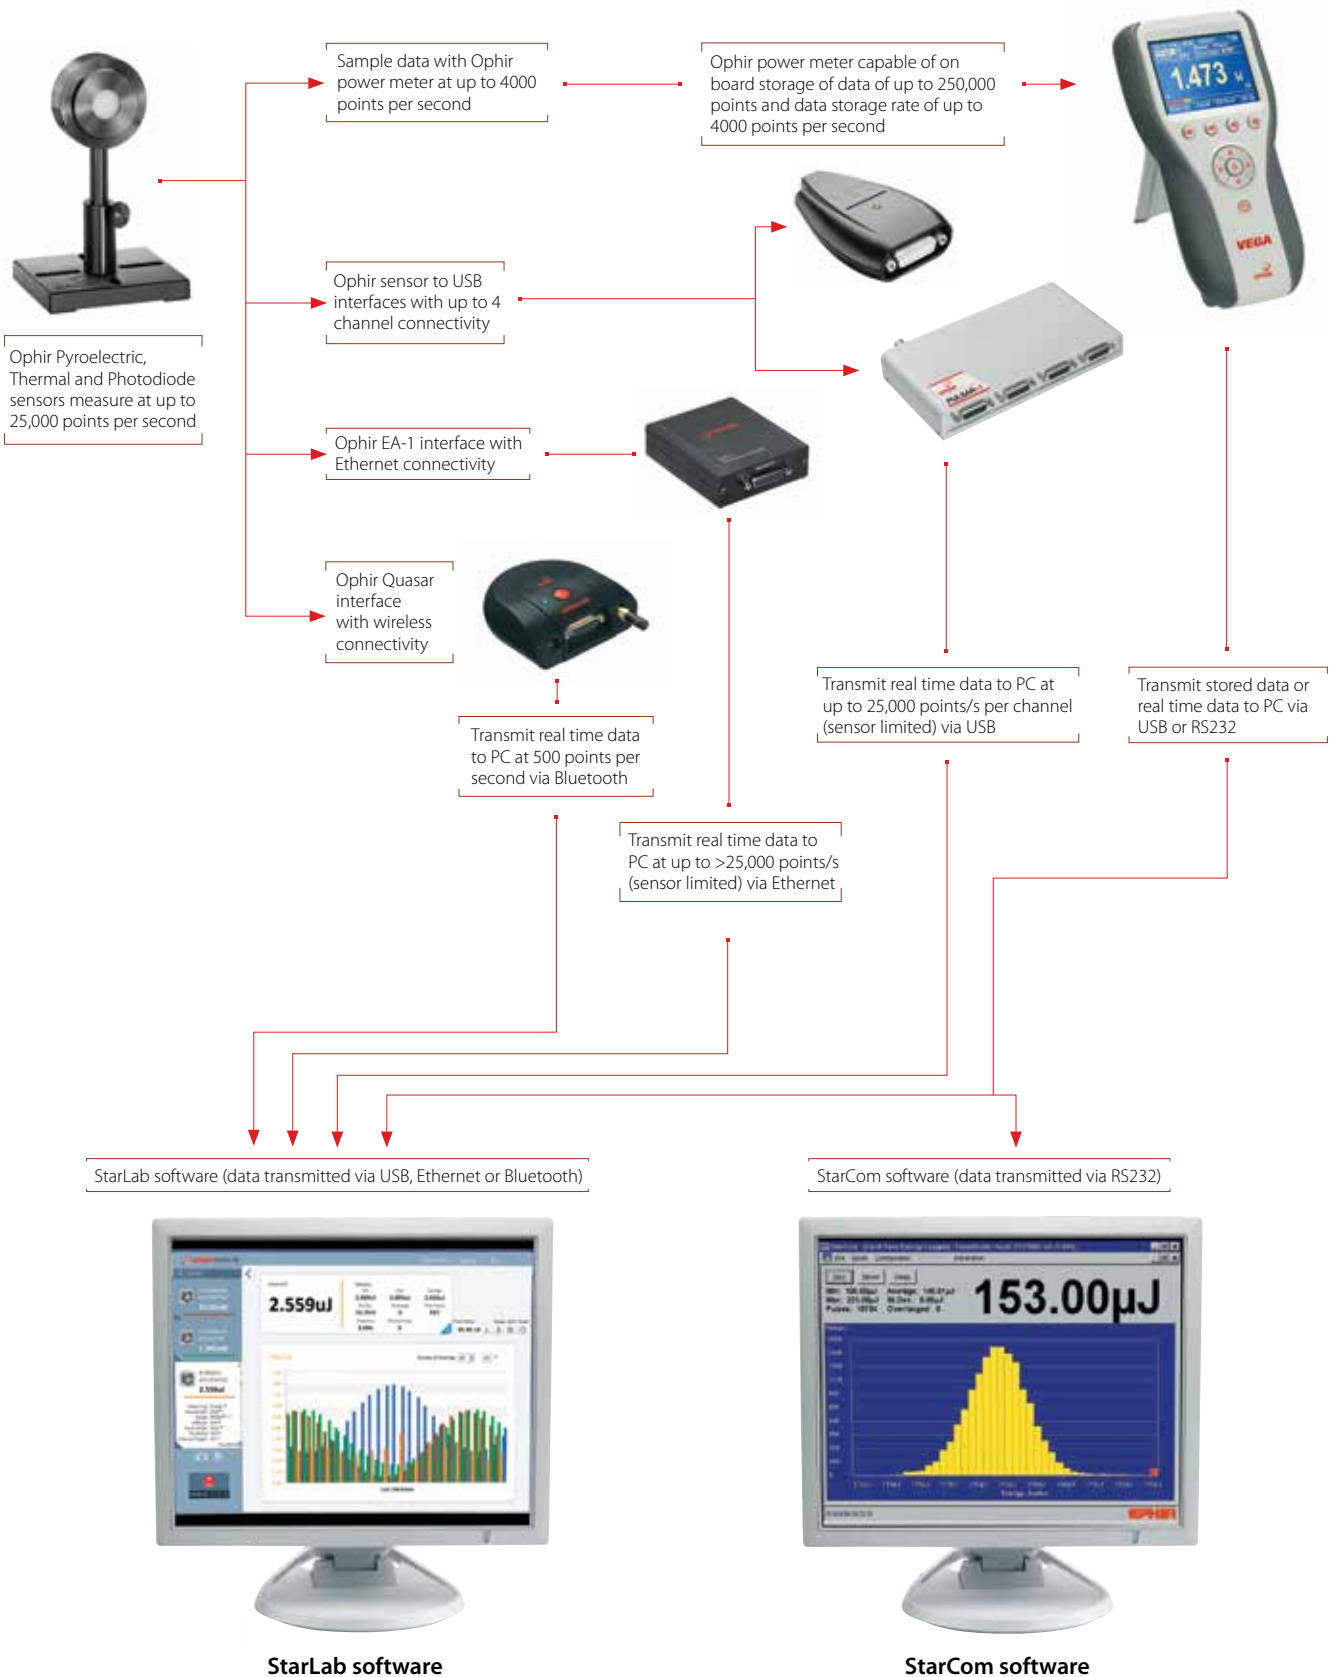 Sample data with Ophir
power meter at up to 4000
points per second
Ophir power meter capable of on
board storage of data of up to 250,000
points and data storage rate of up to
4000 points per second
1.473
VEGA
Ophir sensor to USB
interfaces with up to 4
channel connectivity
Ophir Pyroelectric,
Thermal and Photodiode
sensors measure at up to
25,000 points per second
PULSAR-4
Ophir EA-1 interface with
Ethernet connectivity
Ophir Quasar
interface
with wireless
connectivity
Transmit real time data to PC at
up to 25,000 points/s per channel
(sensor limited) via USB
Transmit stored data or
real time data to PC via
USB or RS232
Transmit real time data
to PC at 500 points per
second via Bluetooth
Transmit real time data to
PC at up to >25,000 points/s
(sensor limited) via Ethernet
StarLab software (data transmitted via USB, Ethernet or Bluetooth)
StarCom software (data transmitted via RS232)
2.559uJ
2.559uJ
153.00µJ
OPHIR
StarLab software
StarCom software